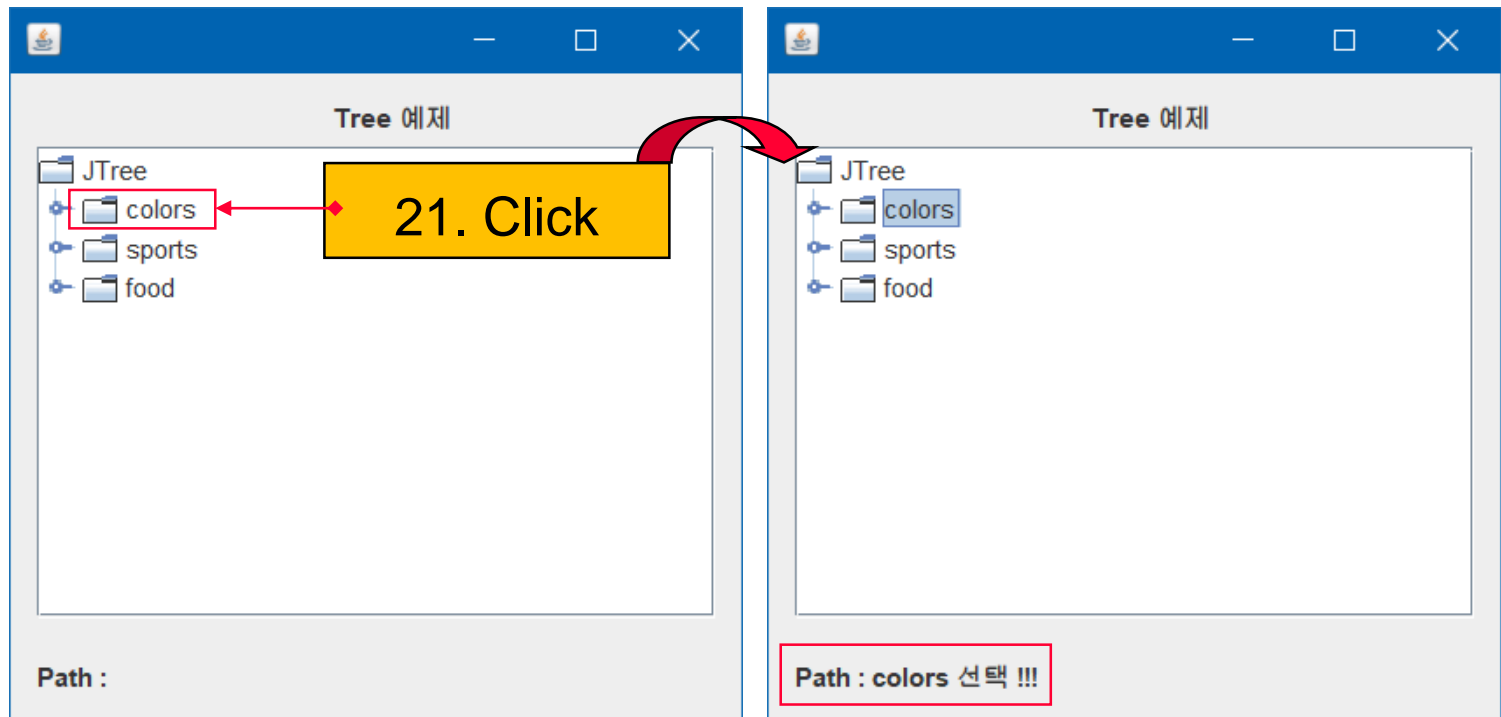 Tree 예제
JTree
colors
sports
food
Path :
21. Click
Tree 예제
JTree
colors
sports
food
Path : colors 선택 !!!